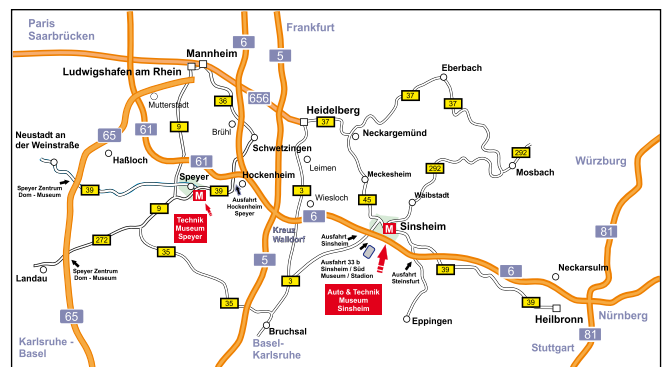 Paris
Saarbrücken
Frankfurt
6
5
Mannheim
Ludwigshafen am Rhein
Eberbach
65
61
9
36
656
Mutterstadt
Brühl
Heidelberg
37
37
37
Neckargemünd
Neustadt an
der Weinstraße
Haßloch
Schwetzingen
292
292
Würzburg
Mosbach
61
Leimen
Meckesheim
Speyer Zentrum
Dom - Museum
39
Speyer
M
39
Hockenheim
3
Wiesloch
45
Waibstadt
9
Ausfahrt
Hockenheim
Speyer
Technik
Museum
Speyer
6
Kreuz
Walldorf
M
Sinsheim
81
272
35
Ausfahrt
Sinsheim
Speyer Zentrum
Dom - Museum
5
Ausfahrt 33 b
Sinsheim / Süd
Museum / Stadion
Ausfahrt
Steinsfurt
39
6
Neckarsulm
Landau
3
Auto & Technik
Museum
Sinsheim
35
39
65
Heilbronn
Nürnberg
Bruchsal
Eppingen
81
Karlsruhe -
Basel
Basel-
Karlsruhe
Stuttgart